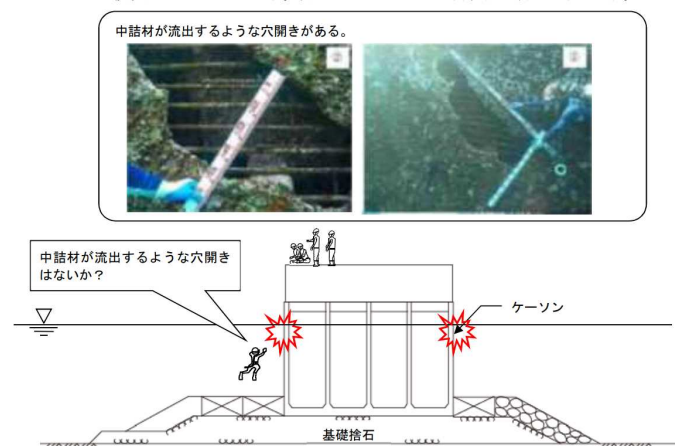 中詰材が流出するような穴開きがある。
中詰材が流出するような穴開き
はないか？
ケーソン
基礎捨石